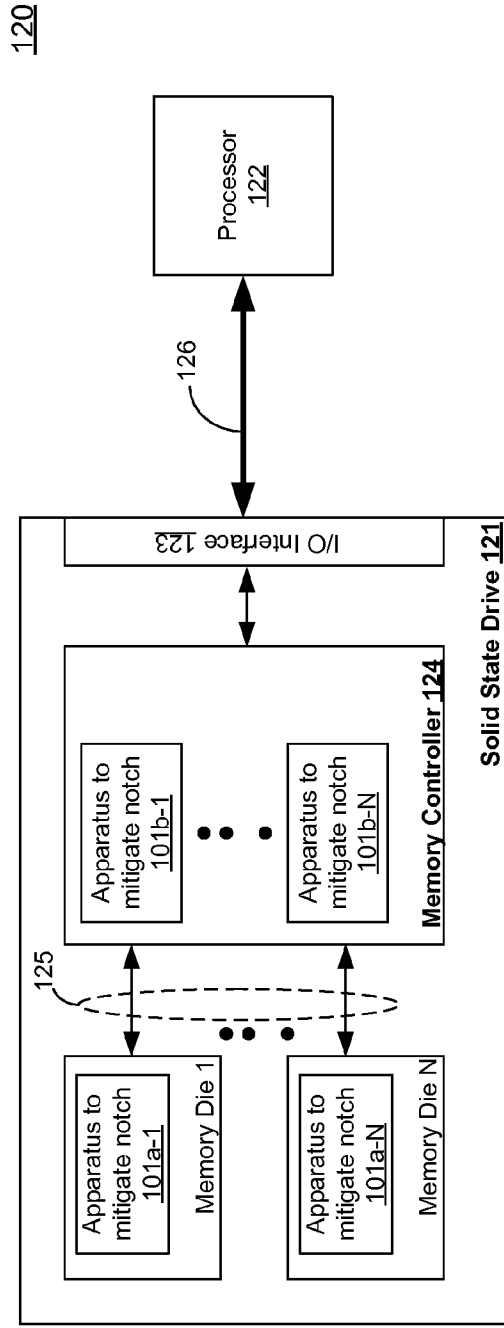 120
Processor
122
126
I/O Interface 123
Solid State Drive 121
Memory Controller 124
Apparatus to
mitigate notch
101b-1
Apparatus to
mitigate notch
101b-N
125
Apparatus to
mitigate notch
101a-1
Memory Die 1
Apparatus to
mitigate notch
101a-N
Memory Die N